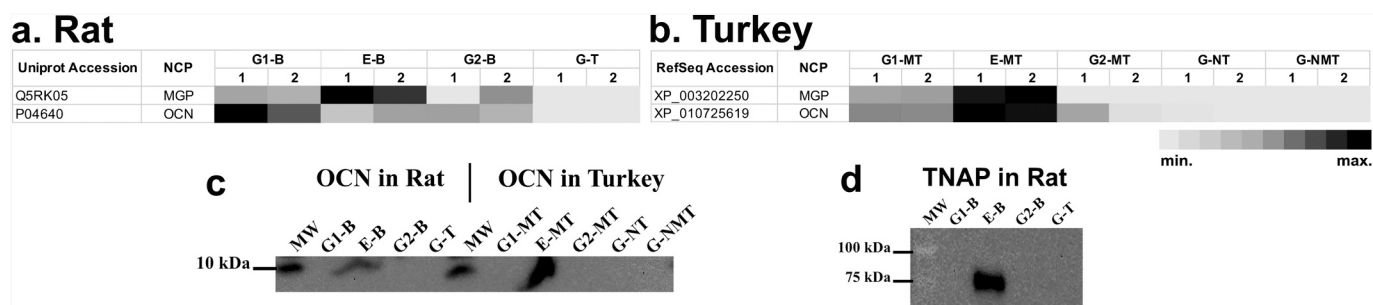 a. Rat
Uniprot Accession NCP G1-B E-B G2-B G-T
1 2 1 2 1 2 1 2
Q5RK05 MGP
P04640 OCN
b. Turkey
RefSeq Accession NCP G1-MT E-MT G2-MT G-NT G-NMT
1 2 1 2 1 2 1 2 1 2
XP_003202250 MGP
XP_010725619 OCN
min. max.
c
OCN in Rat OCN in Turkey
MW G1-B E-B G2-B G-T MW G1-MT E-MT G2-MT G-NT G-NMT
10 kDa
d
TNAP in Rat
MW G1-B E-B G2-B G-T
100 kDa
75 kDa